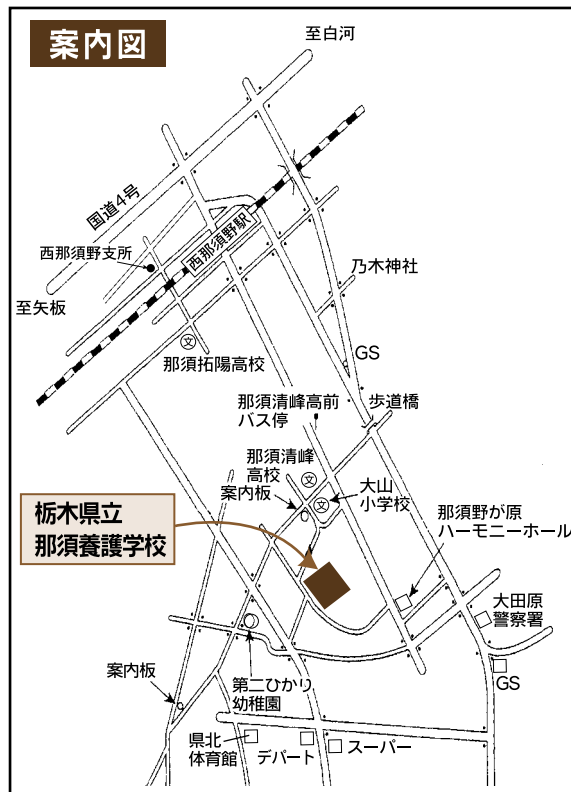 案内図
至白河
国道4号
西那須野駅
西那須野支所
乃木神社
至矢板
GS
文
那須拓陽高校
那須清峰高前
バス停
歩道橋
那須清峰
高校
文
大山
小学校
文
案内板
栃木県立
那須養護学校
那須野が原
ハーモニーホール
大田原
警察署
案内板
第二ひかり
幼稚園
GS
県北
体育館
デパート
スーパー